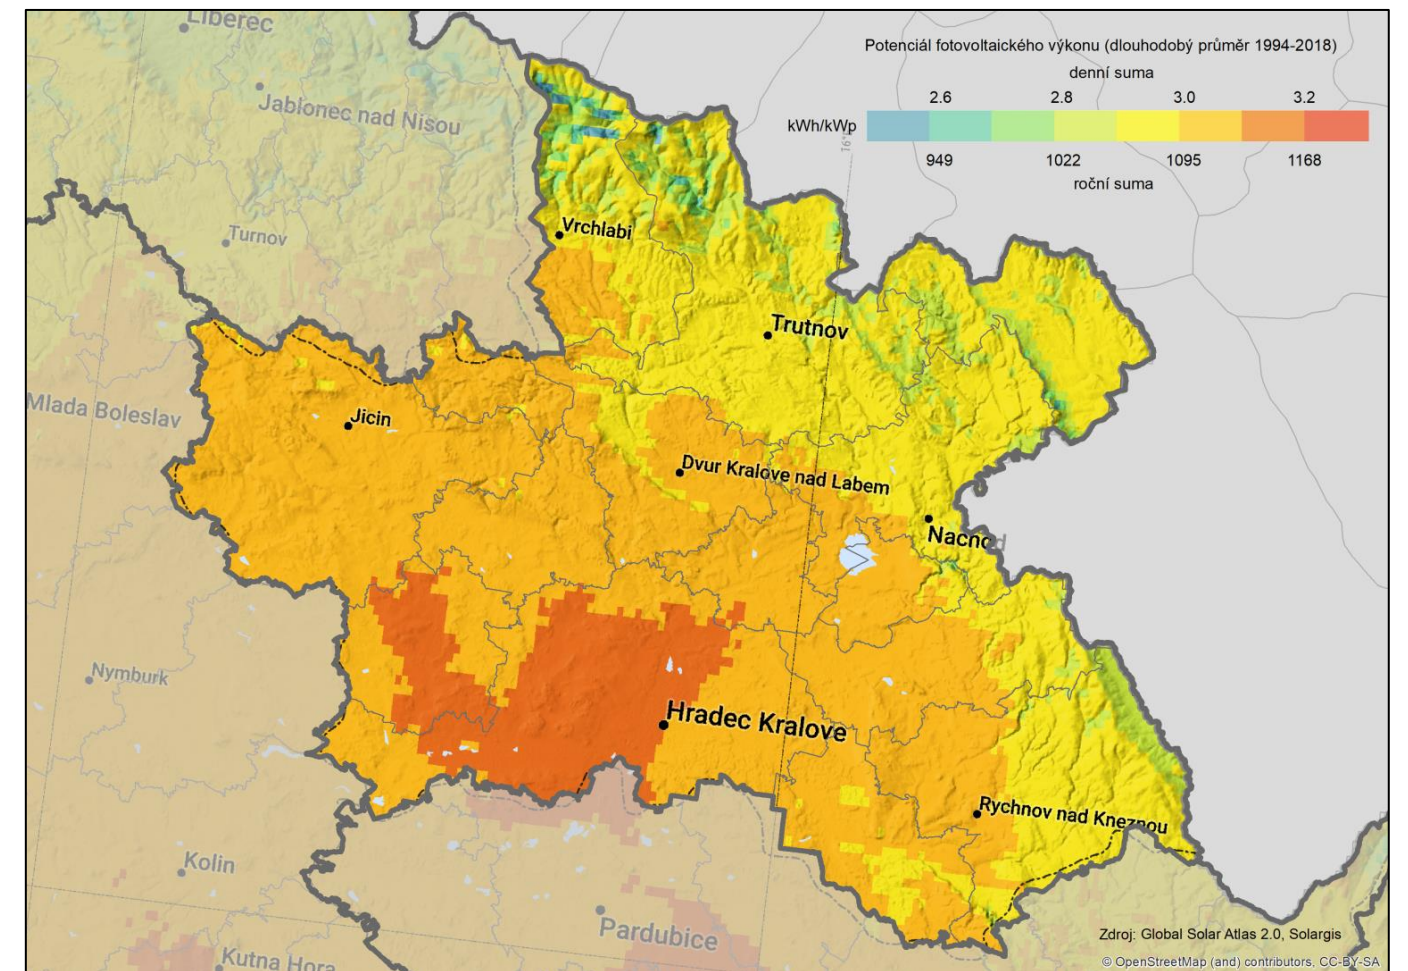 Liberec
Potenciál fotovoltaického výkonu (dlouhodobý průměr 1994-2018)
denní suma
2.6 2.8 3.0 3.2
kWh/kWp
949 1022 1095 1168
roční suma
Jablonec nad Nisou
Turnov
Vrchlabi
Trutnov
Mlada Boleslav
Jicin
Dvur Kralove nad Labem
Nachod
Nymburk
Hradec Kralove
Rychnov nad Kneznou
Kolin
Pardubice
Kutna Hora
Zdroj: Global Solar Atlas 2.0, Solargis
© OpenStreetMap (and) contributors, CC-BY-SA